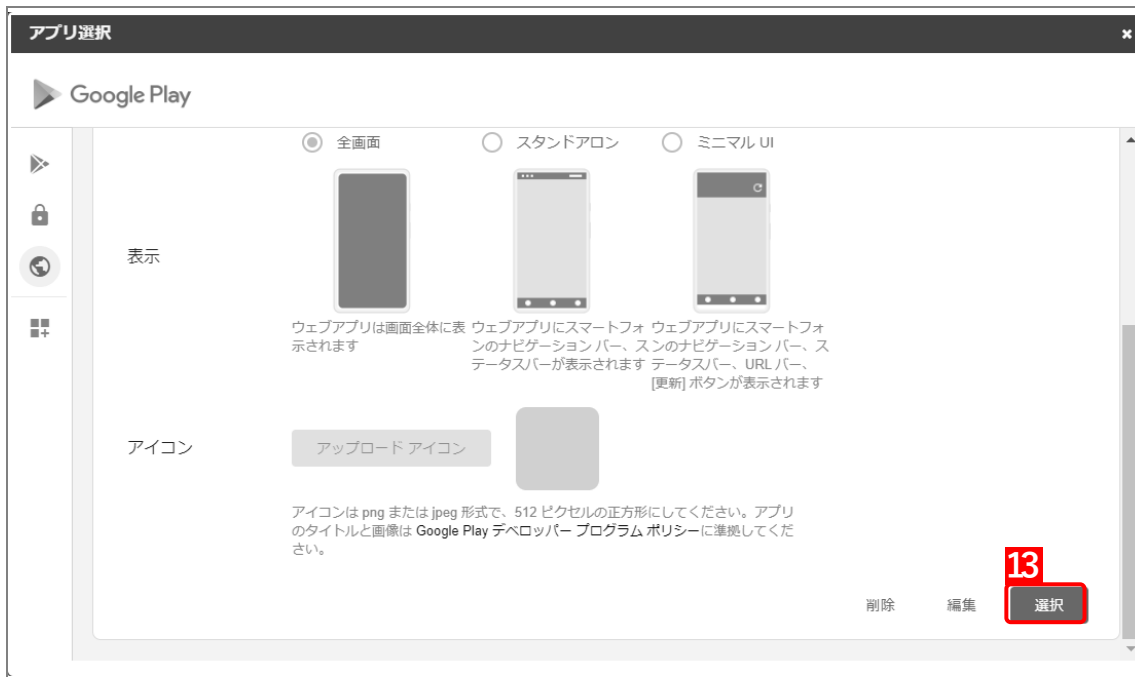 アプリ選択
Google Play
全画面
スタンドアロン
ミニマル UI
表示
ウェブアプリは画面全体に表
示されます
ウェブアプリにスマートフォ
ンのナビゲーション バー、ス
テータスバーが表示されます
ウェブアプリにスマートフォ
ンのナビゲーション バー、ス
テータスバー、URL バー、
[更新] ボタンが表示されます
アイコン
アップロード アイコン
アイコンは png または jpeg 形式で、512 ピクセルの正方形にしてください。アプリ
のタイトルと画像は Google Play デベロッパー プログラム ポリシーに準拠してくだ
さい。
13
削除
編集
選択